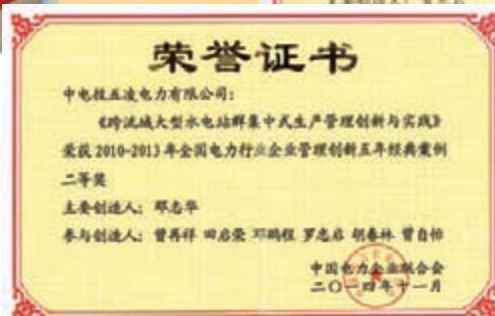 荣誉证书
中电投五凌电力有限公司：
《跨流域大型水电站群集中式生产管理创新与实践》
荣获2010-2013年全国电力行业企业管理创新五年经典案例
二等奖
主要创造人：邓志华
参与创造人：曾再祥 田启荣 邓鹏程 罗忠启 胡春林 曾自怡
中国电力企业联合会
二〇一四年十一月